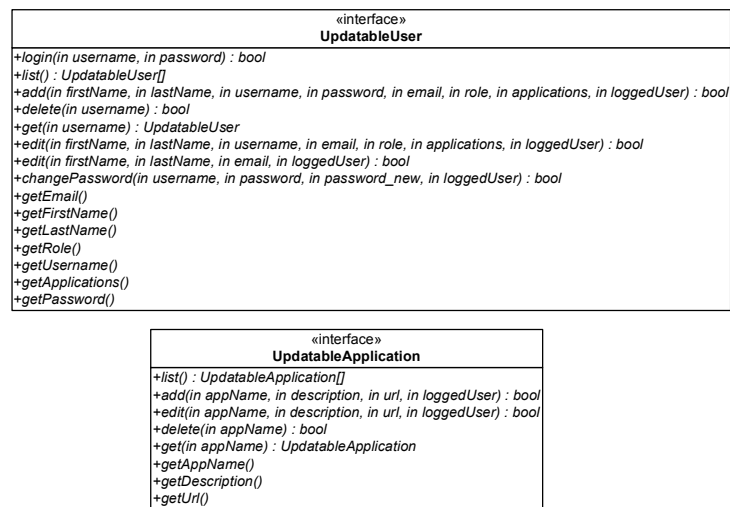 «interface»
UpdatableUser
+login(in username, in password) : bool
+list() : UpdatableUser[]
+add(in firstName, in lastName, in username, in password, in email, in role, in applications, in loggedUser) : bool
+delete(in username) : bool
+get(in username) : UpdatableUser
+edit(in firstName, in lastName, in username, in email, in role, in applications, in loggedUser) : bool
+edit(in firstName, in lastName, in email, in loggedUser) : bool
+changePassword(in username, in password, in password_new, in loggedUser) : bool
+getEmail()
+getFirstName()
+getLastName()
+getRole()
+getUsername()
+getApplications()
+getPassword()
«interface»
UpdatableApplication
+list() : UpdatableApplication[]
+add(in appName, in description, in url, in loggedUser) : bool
+edit(in appName, in description, in url, in loggedUser) : bool
+delete(in appName) : bool
+get(in appName) : UpdatableApplication
+getAppName()
+getDescription()
+getUrl()